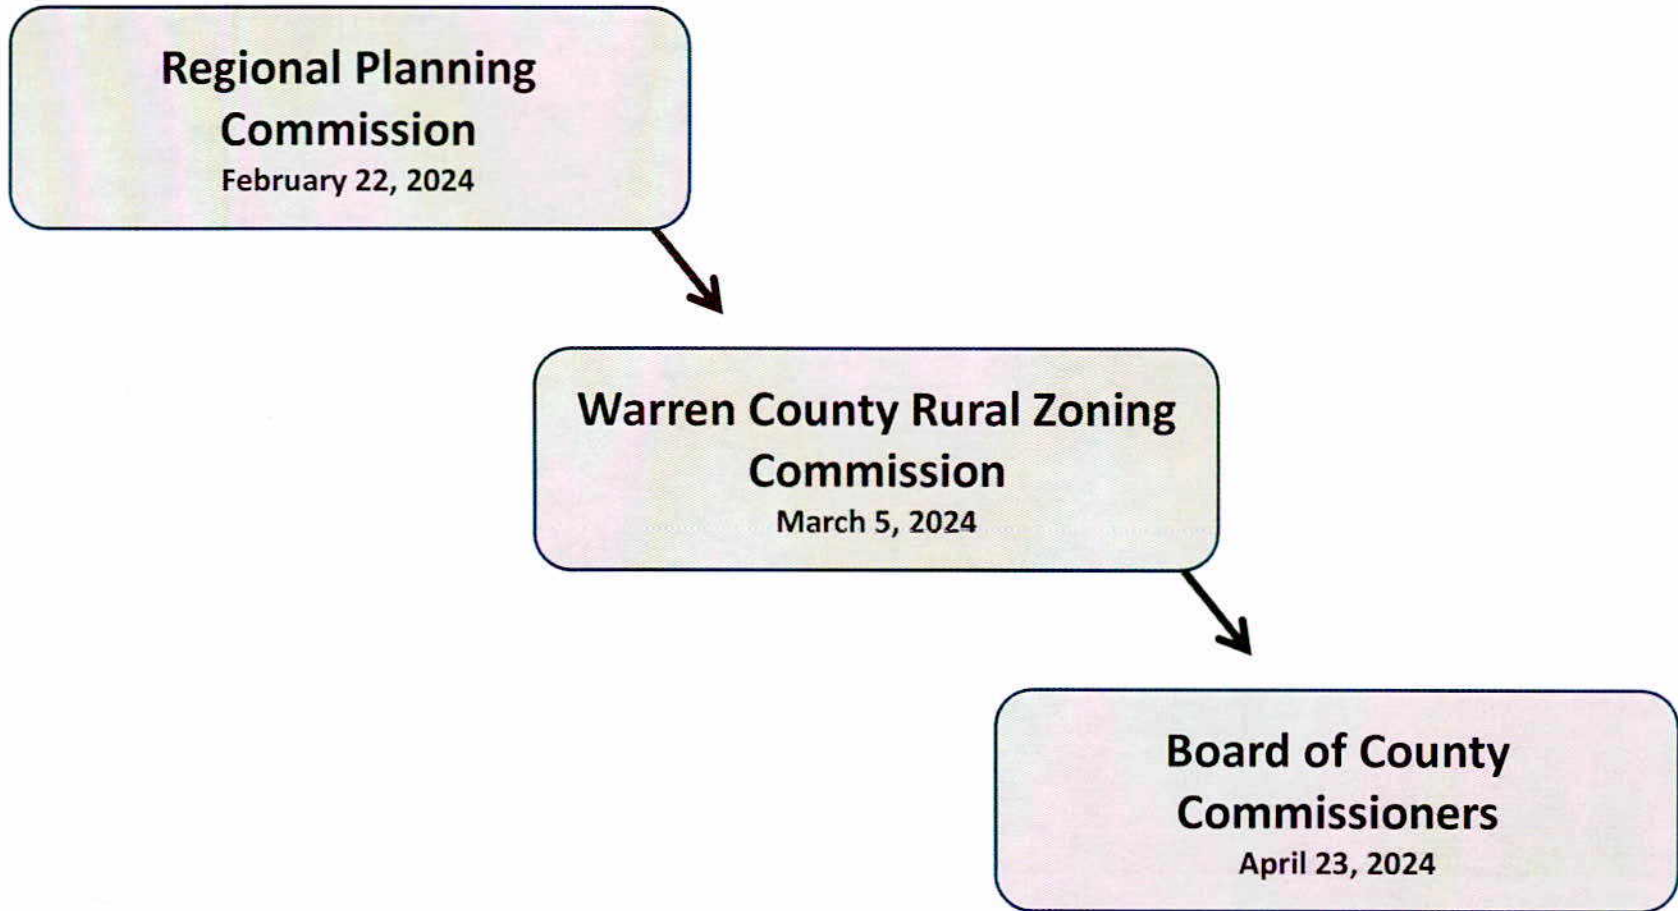 Regional Planning
Commission
February 22, 2024
Warren County Rural Zoning
Commission
March 5, 2024
Board of County
Commissioners
April 23, 2024